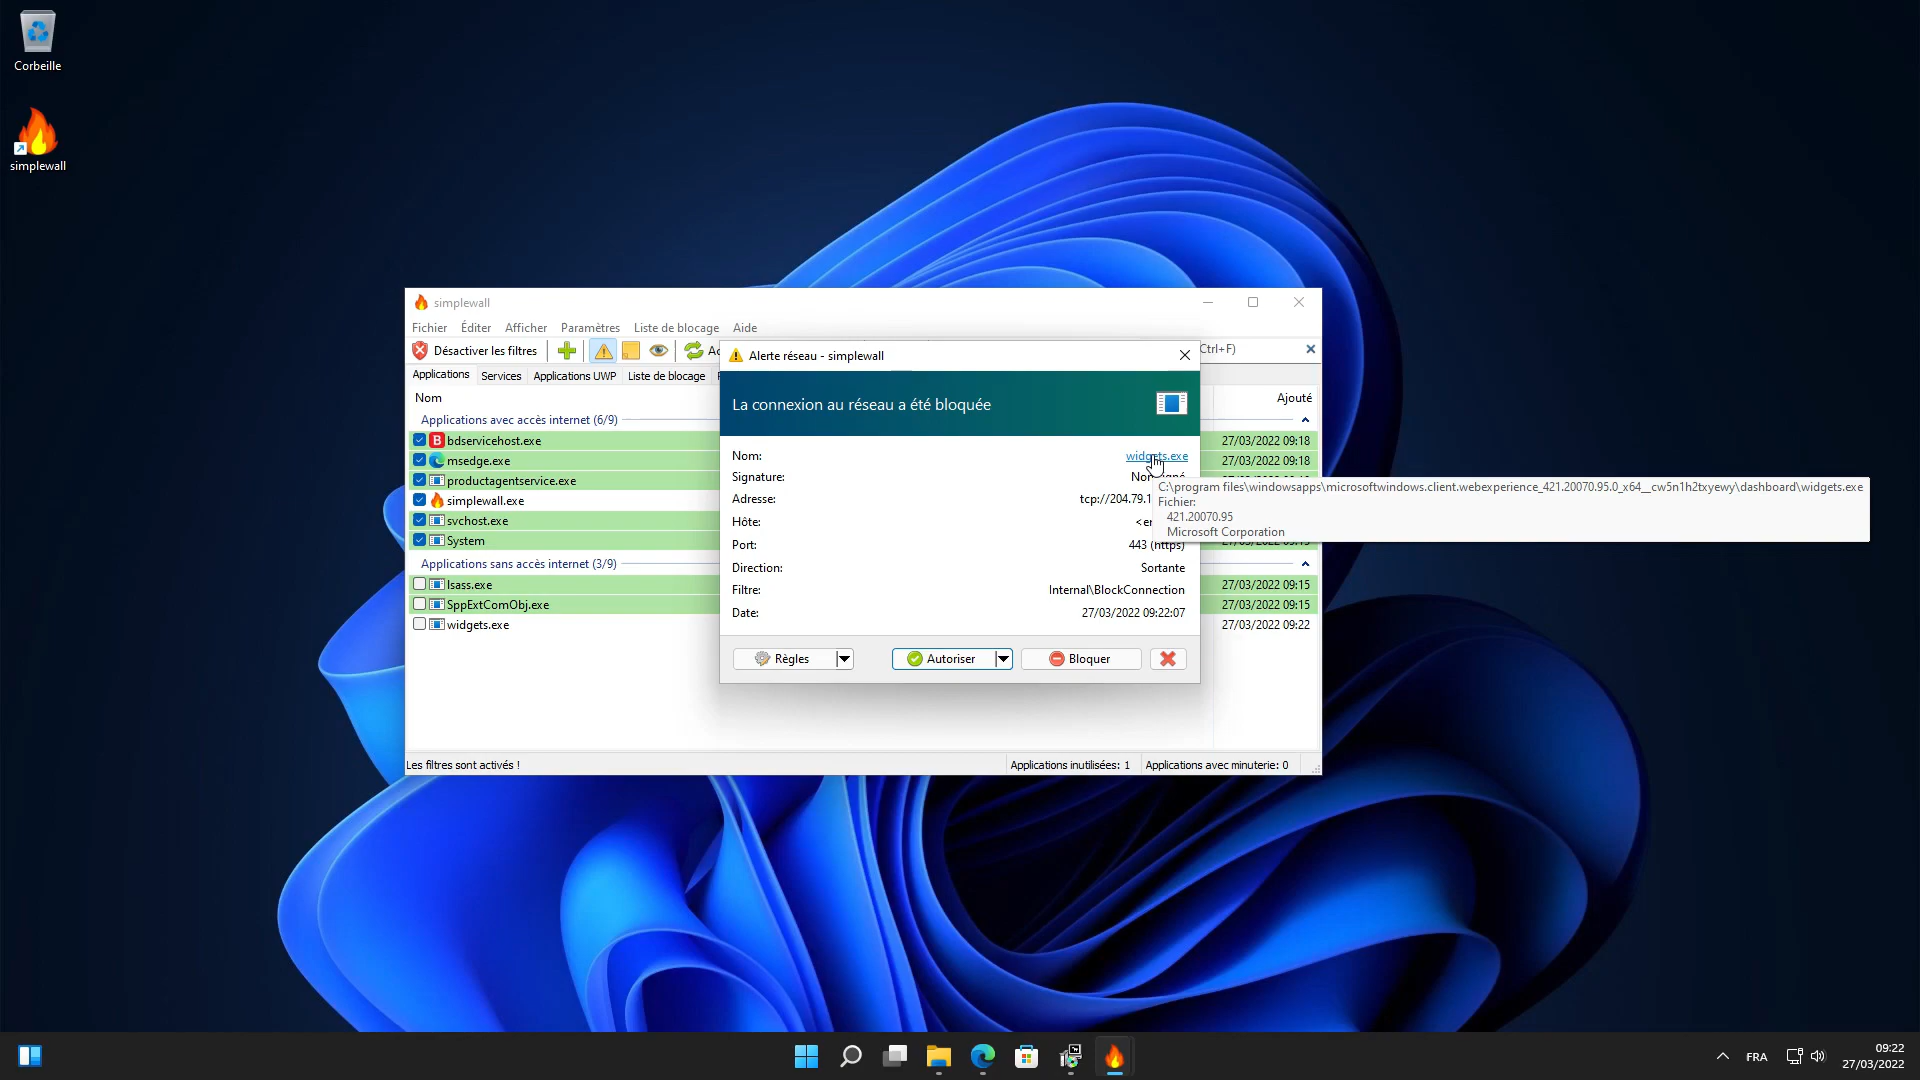 Corbeille
simplewall
simplewall
Fichier Éditer Afficher Paramètres Liste de blocage Aide
Désactiver les filtres
Ctrl+F)
Applications Services Applications UWP Liste de blocage
Nom Ajouté
Applications avec accès internet (6/9)
bdservicehost.exe 27/03/2022 09:18
msedge.exe 27/03/2022 09:18
productagentservice.exe
simplewall.exe
svchost.exe
System
Applications sans accès internet (3/9)
lsass.exe 27/03/2022 09:15
SppExtComObj.exe 27/03/2022 09:15
widgets.exe 27/03/2022 09:22
Les filtres sont activés ! Applications inutilisées: 1 Applications avec minuterie: 0
Alerte réseau - simplewall
La connexion au réseau a été bloquée
Nom: widgets.exe
Signature:
Adresse: tcp://204.79.1
Hôte:
Port: 443 (https)
Direction: Sortante
Filtre: Internal\BlockConnection
Date: 27/03/2022 09:22:07
Règles Autoriser Bloquer
C:\program files\windowsapps\microsoftwindows.client.webexperience_421.20070.95.0_x64__cw5n1h2txyewy\dashboard\widgets.exe
Fichier:
421.20070.95
Microsoft Corporation
FRA
09:22
27/03/2022